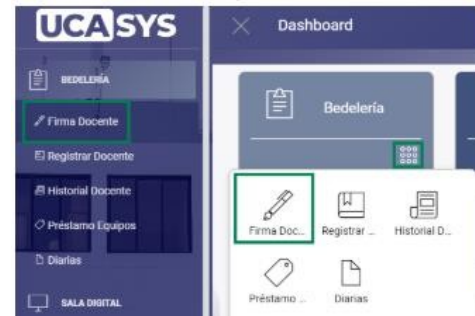 UCASYS
BEDELERÍA
Firma Docente
Registrar Docente
Historial Docente
Préstamo Equipos
Diarias
SALA DIGITAL
Dashboard
Bedelería
Firma Doc...
Registrar ...
Historial D...
Préstamo ...
Diarias